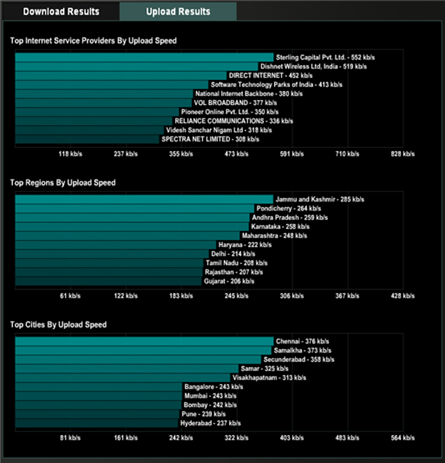 Download Results
Upload Results
Top Internet Service Providers By Upload Speed
Sterling Capital Pvt. Ltd. - 552 kb/s
Dishnet Wireless Ltd, India - 519 kb/s
DIRECT INTERNET - 452 kb/s
Software Technology Parks of India - 413 kb/s
National Internet Backbone - 380 kb/s
VOL BROADBAND - 377 kb/s
Pioneer Online Pvt. Ltd. - 350 kb/s
RELIANCE COMMUNICATIONS - 336 kb/s
Videsh Sanchar Nigam Ltd - 318 kb/s
SPECTRA NET LIMITED - 308 kb/s
118 kb/s 237 kb/s 355 kb/s 473 kb/s 591 kb/s 710 kb/s 828 kb/s
Top Regions By Upload Speed
Jammu and Kashmir - 285 kb/s
Pondicherry - 264 kb/s
Andhra Pradesh - 259 kb/s
Karnataka - 258 kb/s
Maharashtra - 248 kb/s
Haryana - 222 kb/s
Delhi - 214 kb/s
Tamil Nadu - 208 kb/s
Rajasthan - 207 kb/s
Gujarat - 206 kb/s
61 kb/s 122 kb/s 183 kb/s 245 kb/s 306 kb/s 367 kb/s 428 kb/s
Top Cities By Upload Speed
Chennai - 376 kb/s
Samalkha - 373 kb/s
Secunderabad - 358 kb/s
Samar - 325 kb/s
Visakhapatnam - 313 kb/s
Bangalore - 243 kb/s
Mumbai - 243 kb/s
Bombay - 242 kb/s
Pune - 239 kb/s
Hyderabad - 237 kb/s
81 kb/s 161 kb/s 242 kb/s 322 kb/s 403 kb/s 483 kb/s 564 kb/s